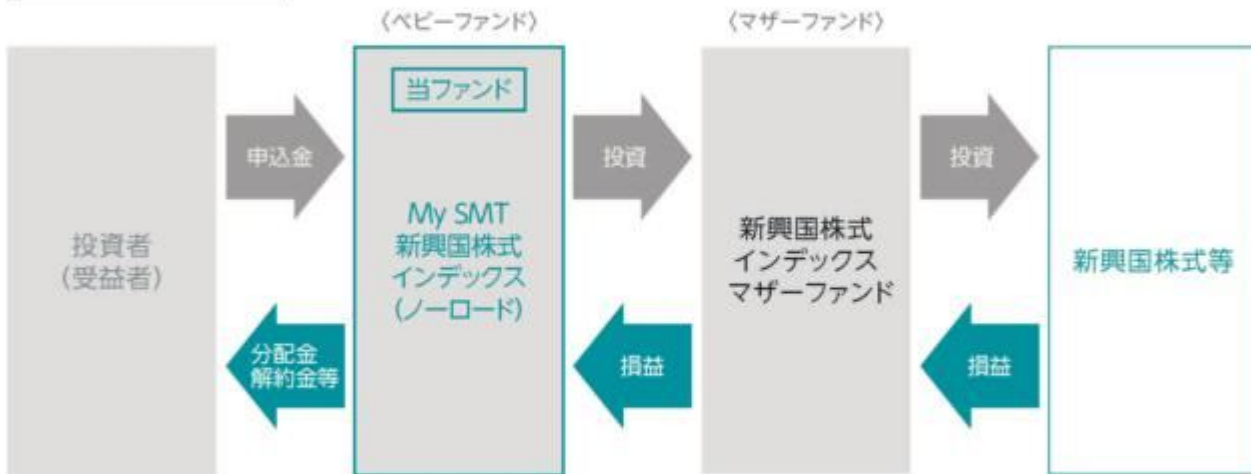 〈ベビーファンド〉
〈マザーファンド〉
当ファンド
申込金
投資
投資
投資者
(受益者)
My SMT
新興国株式
インデックス
(ノーロード)
新興国株式
インデックス
マザーファンド
新興国株式等
分配金
解約金等
損益
損益